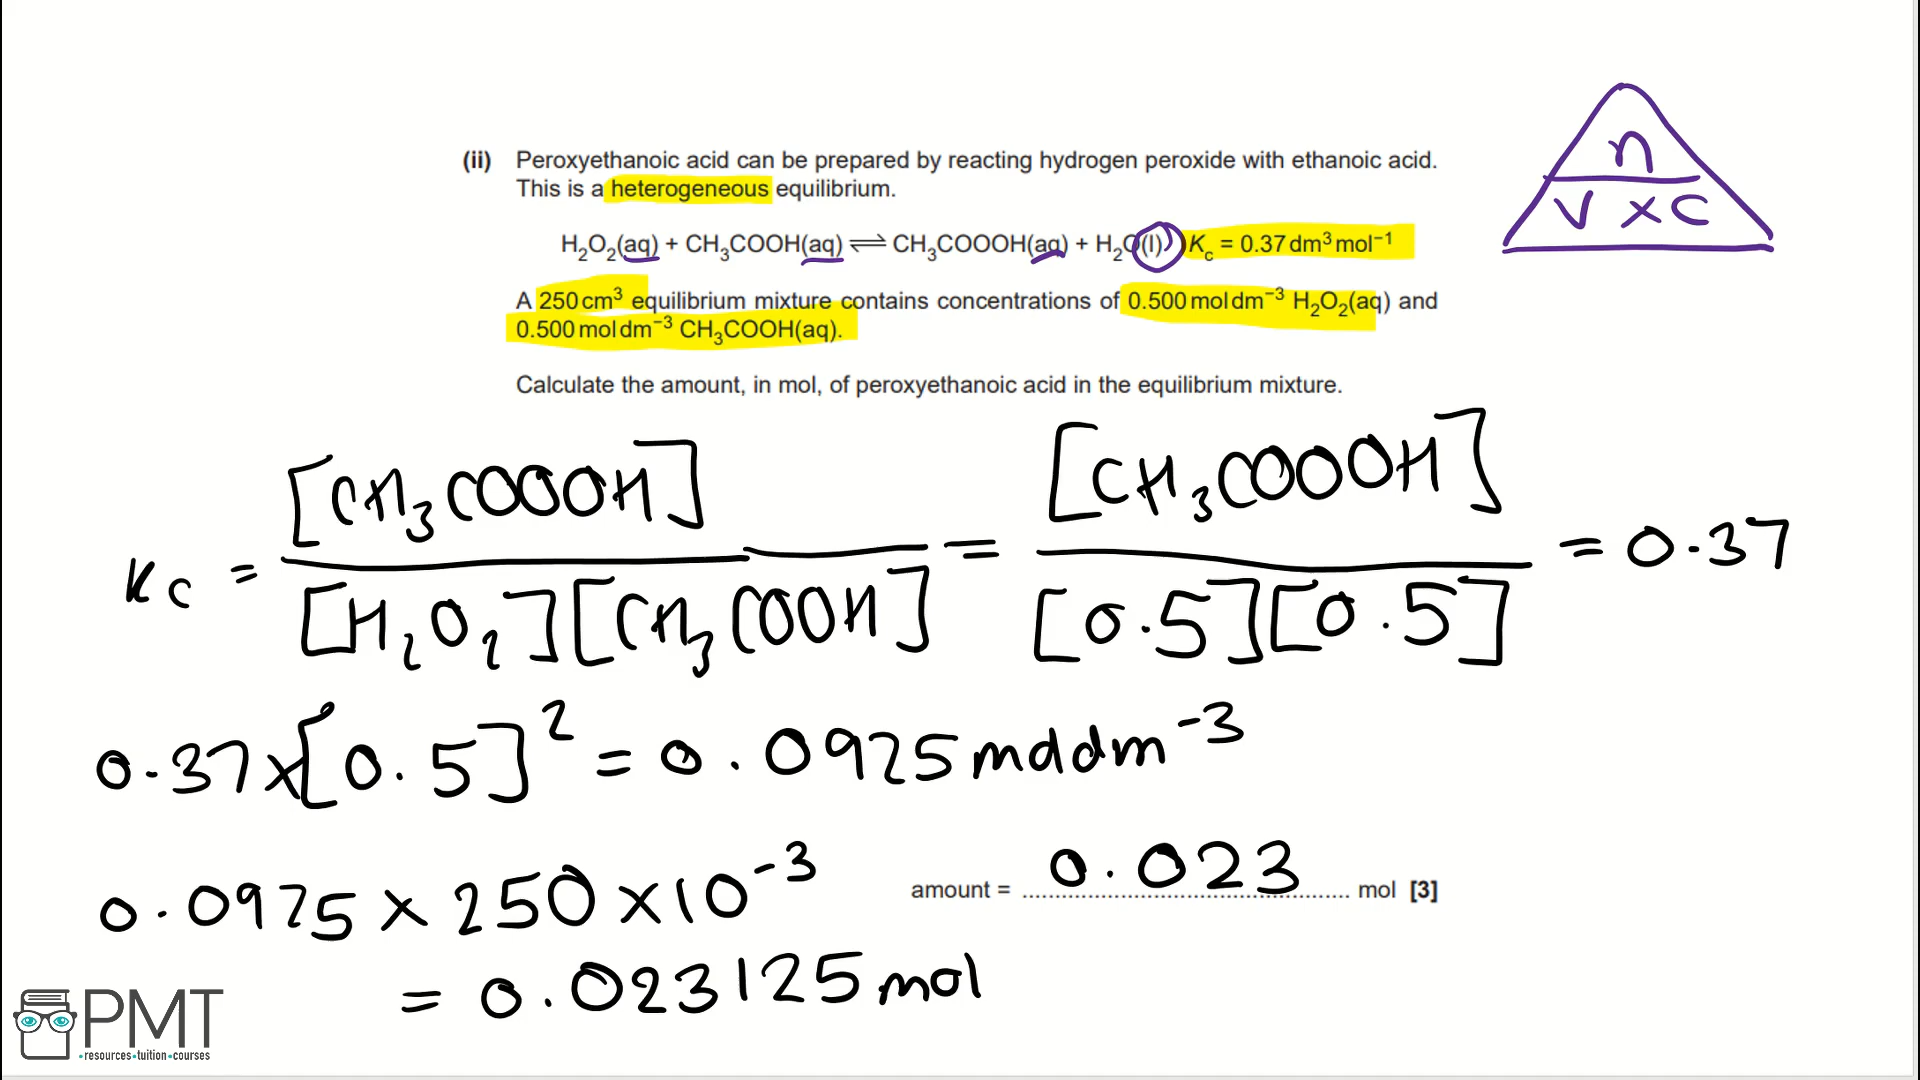 (ii) Peroxyethanoic acid can be prepared by reacting hydrogen peroxide with ethanoic acid.
This is a heterogeneous equilibrium.
H₂O₂(aq) + CH₃COOH(aq) ⇌ CH₃COOOH(aq) + H₂O(l) K꜀ = 0.37 dm³ mol⁻¹
A 250 cm³ equilibrium mixture contains concentrations of 0.500 mol dm⁻³ H₂O₂(aq) and
0.500 mol dm⁻³ CH₃COOH(aq).
Calculate the amount, in mol, of peroxyethanoic acid in the equilibrium mixture.
n
V × C
Kc = [CH₃COOOH] / [H₂O₂][CH₃COOH] = [CH₃COOOH] / [0.5][0.5] = 0.37
0.37 × [0.5]² = 0.0925 mol dm⁻³
0.0925 × 250 × 10⁻³
= 0.023125 mol
amount = 0.023 mol [3]
PMT
resources•tuition•courses